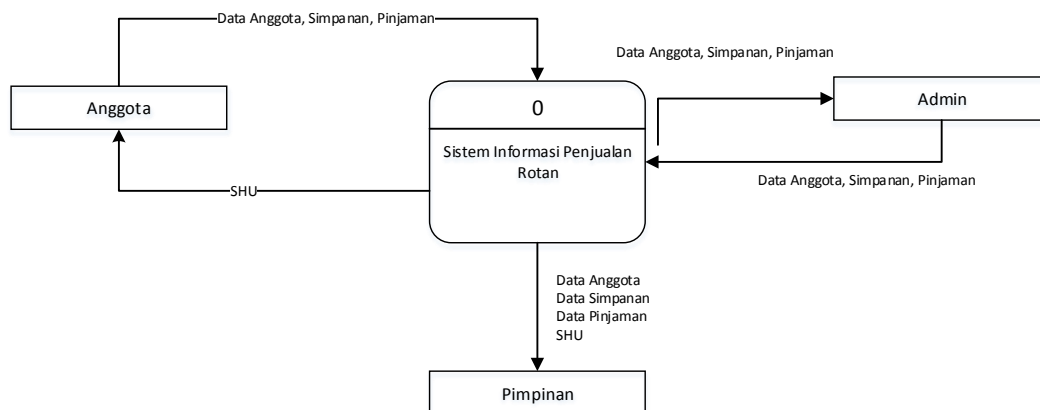 Data Anggota, Simpanan, Pinjaman
Data Anggota, Simpanan, Pinjaman
Anggota
0
Admin
Sistem Informasi Penjualan
Rotan
SHU
Data Anggota, Simpanan, Pinjaman
Data Anggota
Data Simpanan
Data Pinjaman
SHU
Pimpinan